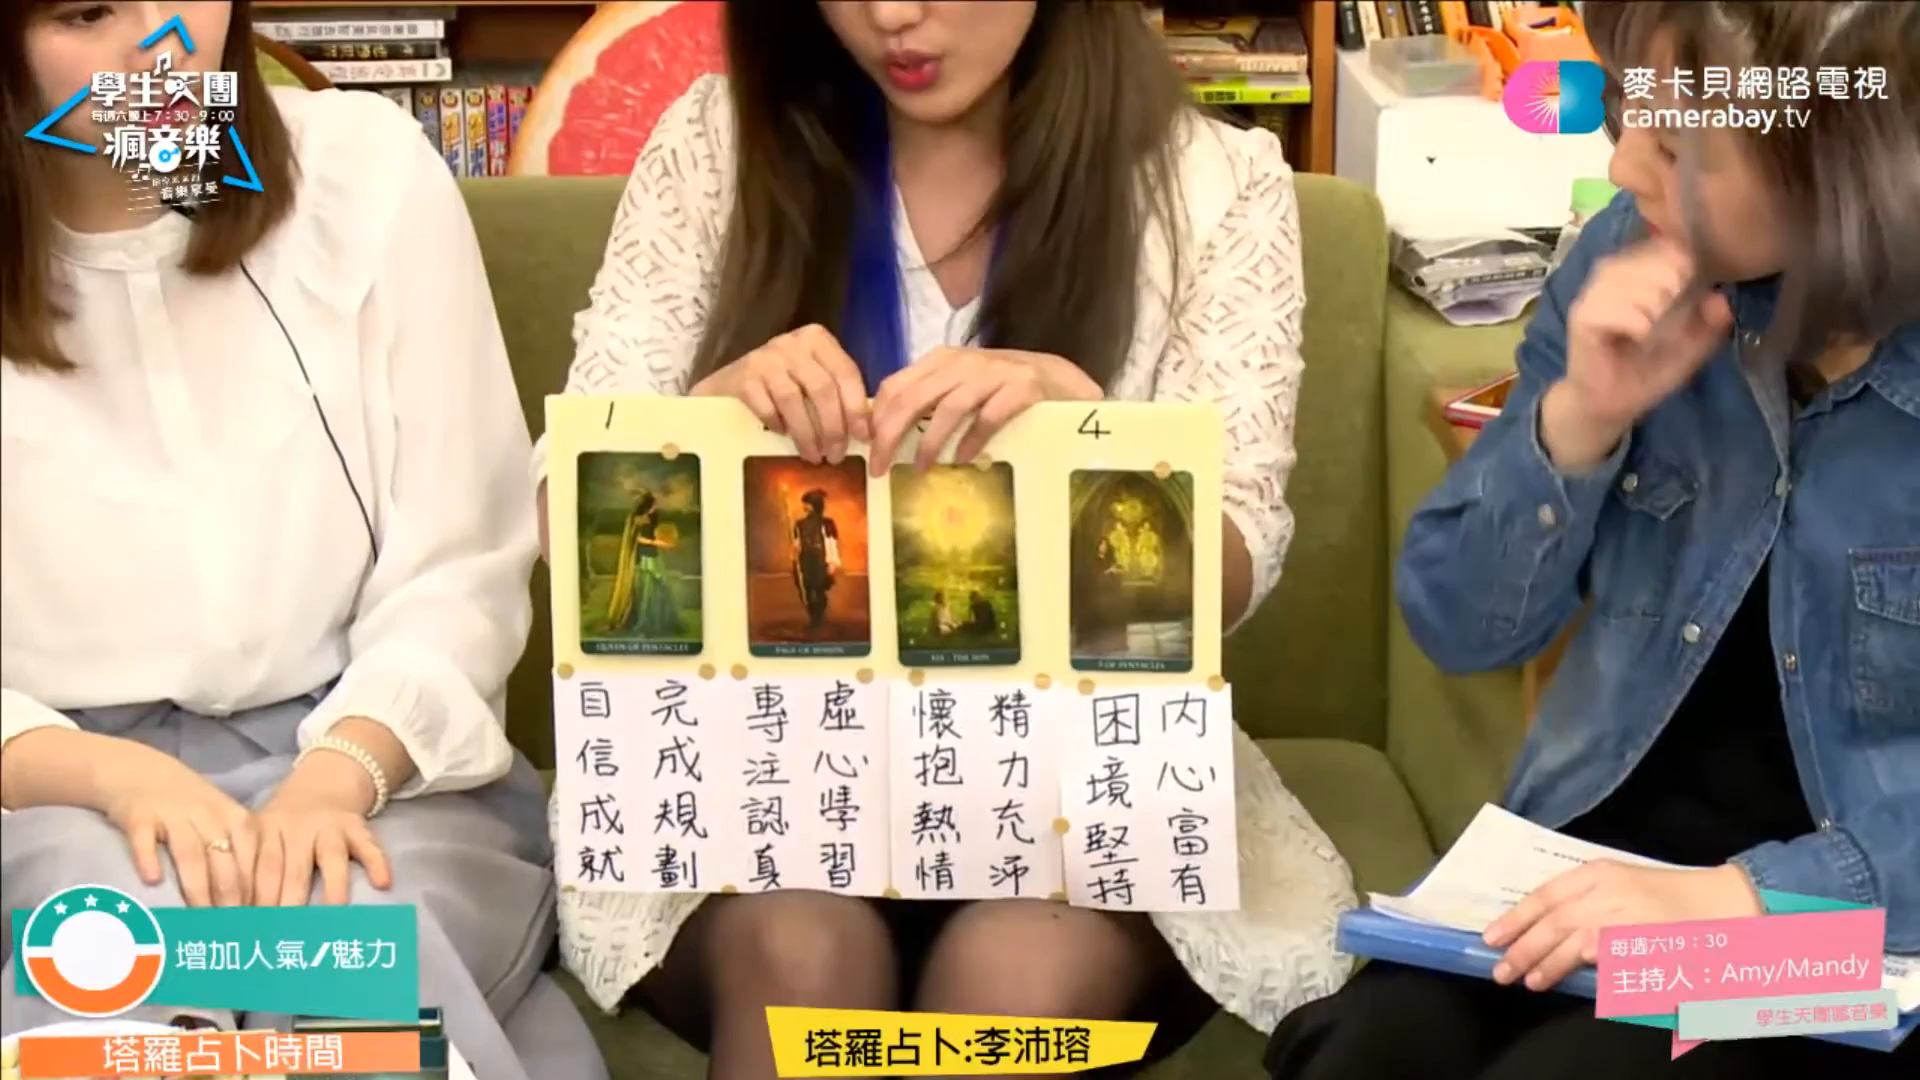 學生天團
每週六晚上7：30-9：00
瘋音樂
音樂享受
麥卡貝網路電視
camerabay.tv
1
4
QUEEN OF PENTACLES
PAGE OF WANDS
XIX · THE SUN
5 OF PENTACLES
完成規劃
自信成就
虛心學習
專注認真
精力充沛
懷抱熱情
內心富有
困境堅持
增加人氣/魅力
塔羅占卜時間
塔羅占卜:李沛瑢
每週六19：30
主持人：Amy/Mandy
學生天團瘋音樂